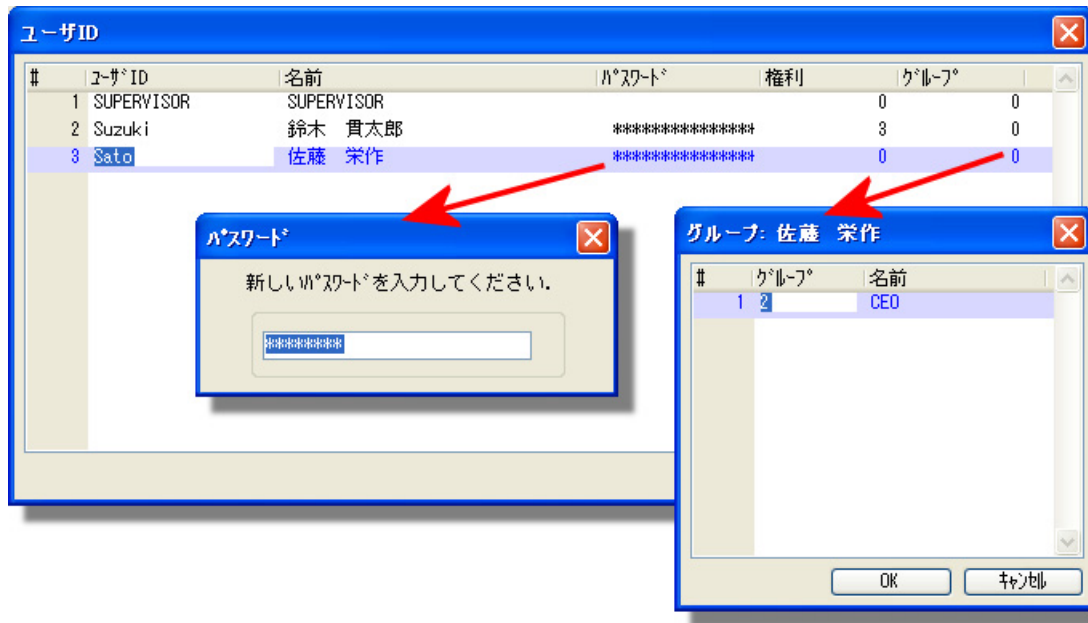 ユーザID
# ユーザID 名前 パスワード 権利 グループ
1 SUPERVISOR SUPERVISOR 0 0
2 Suzuki 鈴木 貫太郎 **************** 3 0
3 Sato 佐藤 栄作 **************** 0 0
パスワード
新しいパスワードを入力してください.
*********
グループ: 佐藤 栄作
# グループ 名前
1 2 CEO
OK キャンセル